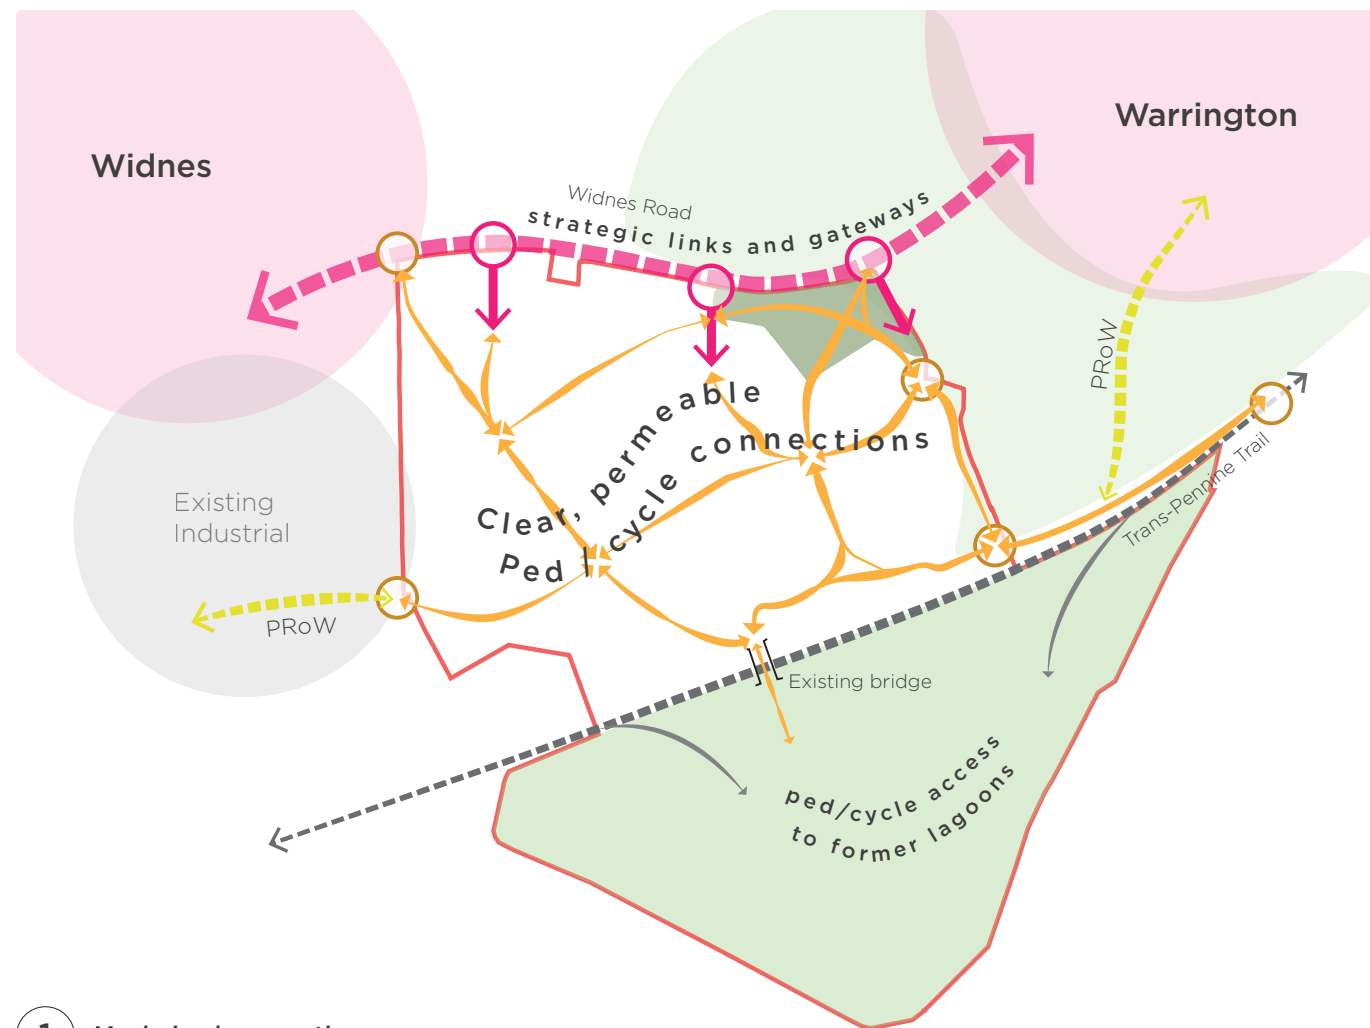 Widnes
Warrington
Widnes Road
strategic links and gateways
PRoW
Existing
Industrial
Clear, permeable
Ped / cycle connections
Trans-Pennine Trail
PRoW
Existing bridge
ped/cycle access
to former lagoons